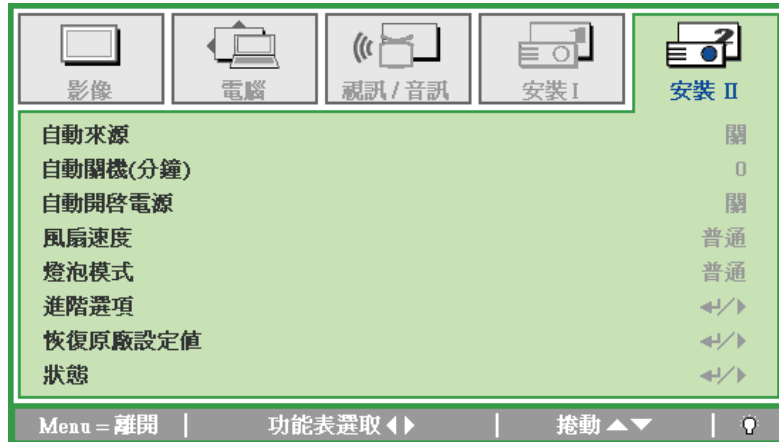 影像
電腦
視訊 / 音訊
安裝 I
安裝 II
自動來源 關
自動關機(分鐘) 0
自動開啓電源 關
風扇速度 普通
燈泡模式 普通
進階選項
恢復原廠設定值
狀態
Menu = 離開 功能表選取 捲動